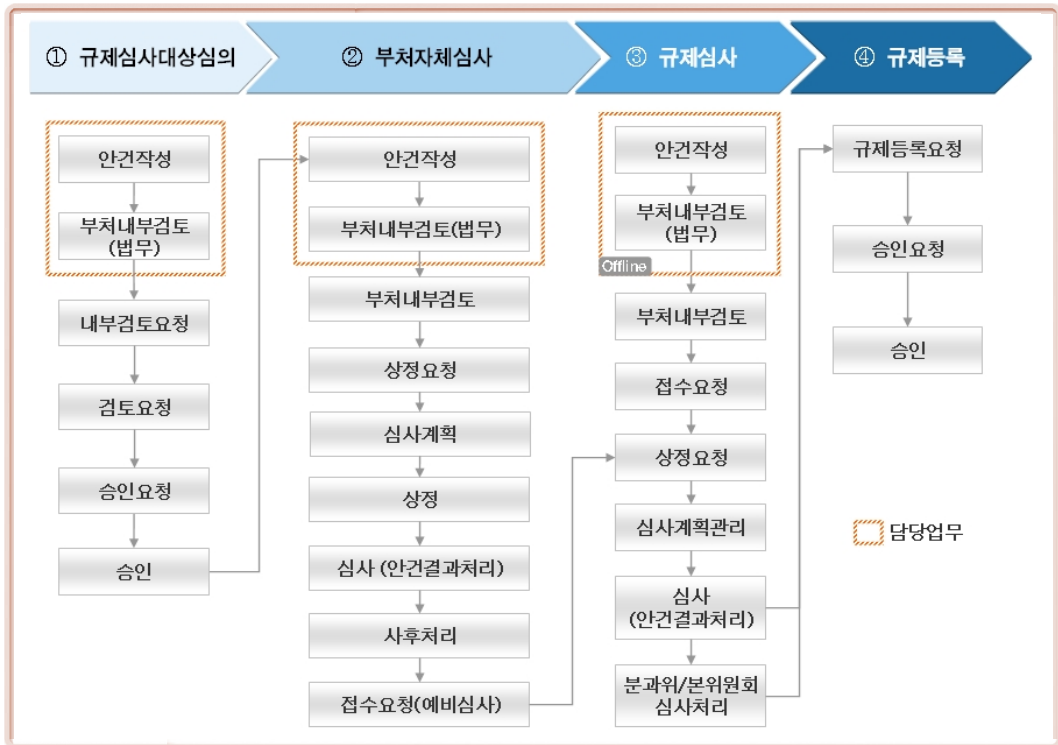 ① 규제심사대상심의
② 부처자체심사
③ 규제심사
④ 규제등록
안건작성
부처내부검토
(법무)
내부검토요청
검토요청
승인요청
승인
안건작성
부처내부검토(법무)
부처내부검토
상정요청
심사계획
상정
심사 (안건결과처리)
사후처리
접수요청(예비심사)
안건작성
부처내부검토
(법무)
Offline
부처내부검토
접수요청
상정요청
심사계획관리
심사
(안건결과처리)
분과위/본위원회
심사처리
규제등록요청
승인요청
승인
담당업무